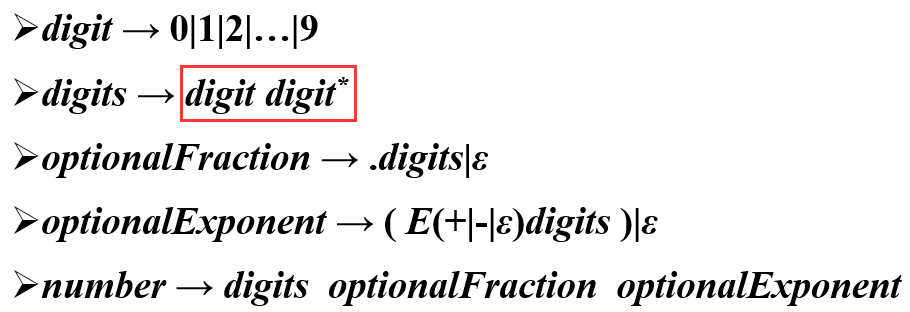 ➢digit → 0|1|2|…|9
➢digits → digit digit*
➢optionalFraction → .digits|ε
➢optionalExponent → ( E(+|-|ε)digits )|ε
➢number → digits optionalFraction optionalExponent